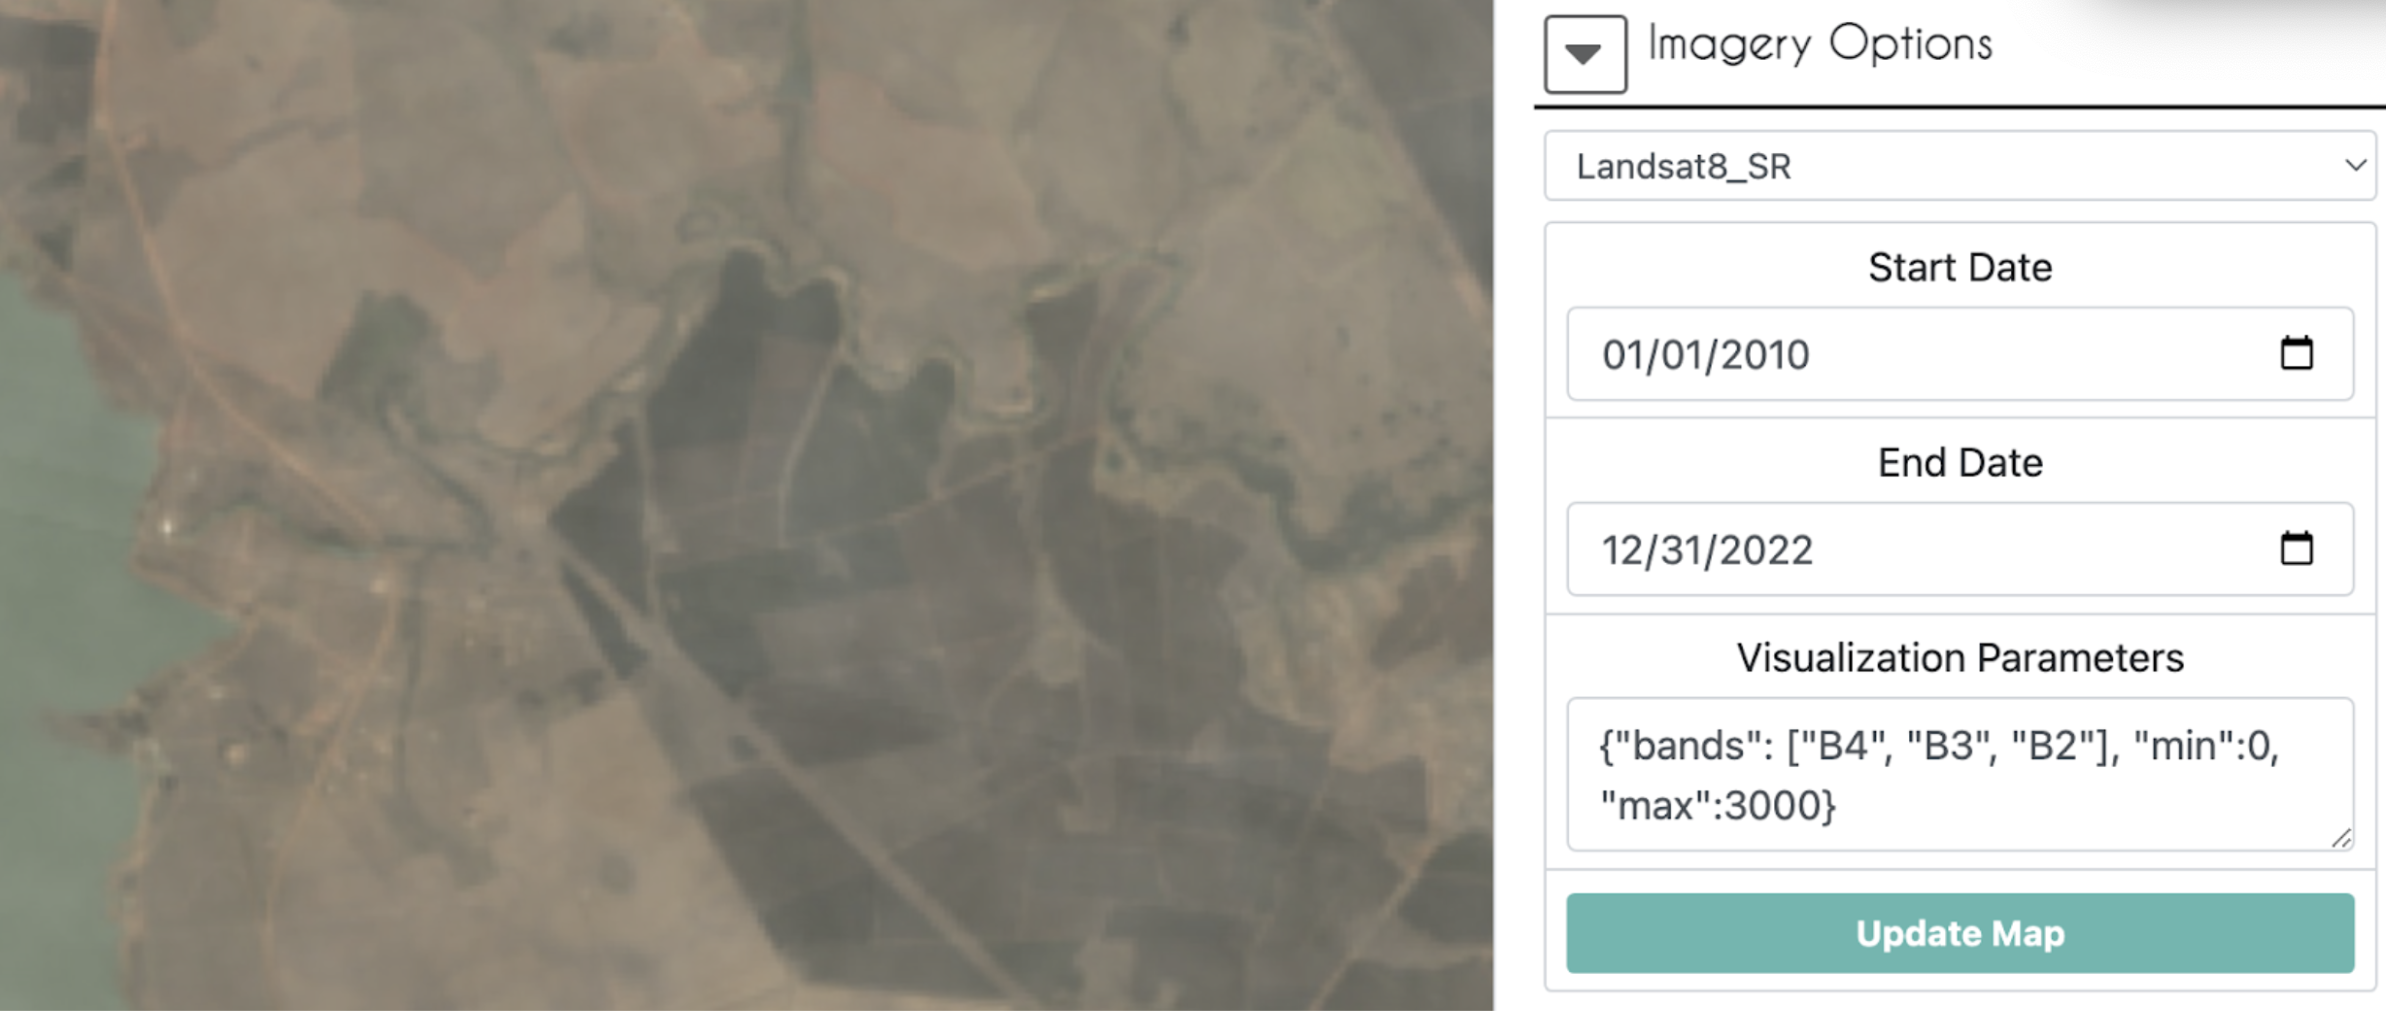 Imagery Options
Landsat8_SR
Start Date
01/01/2010
End Date
12/31/2022
Visualization Parameters
{"bands": ["B4", "B3", "B2"], "min":0,
"max":3000}
Update Map